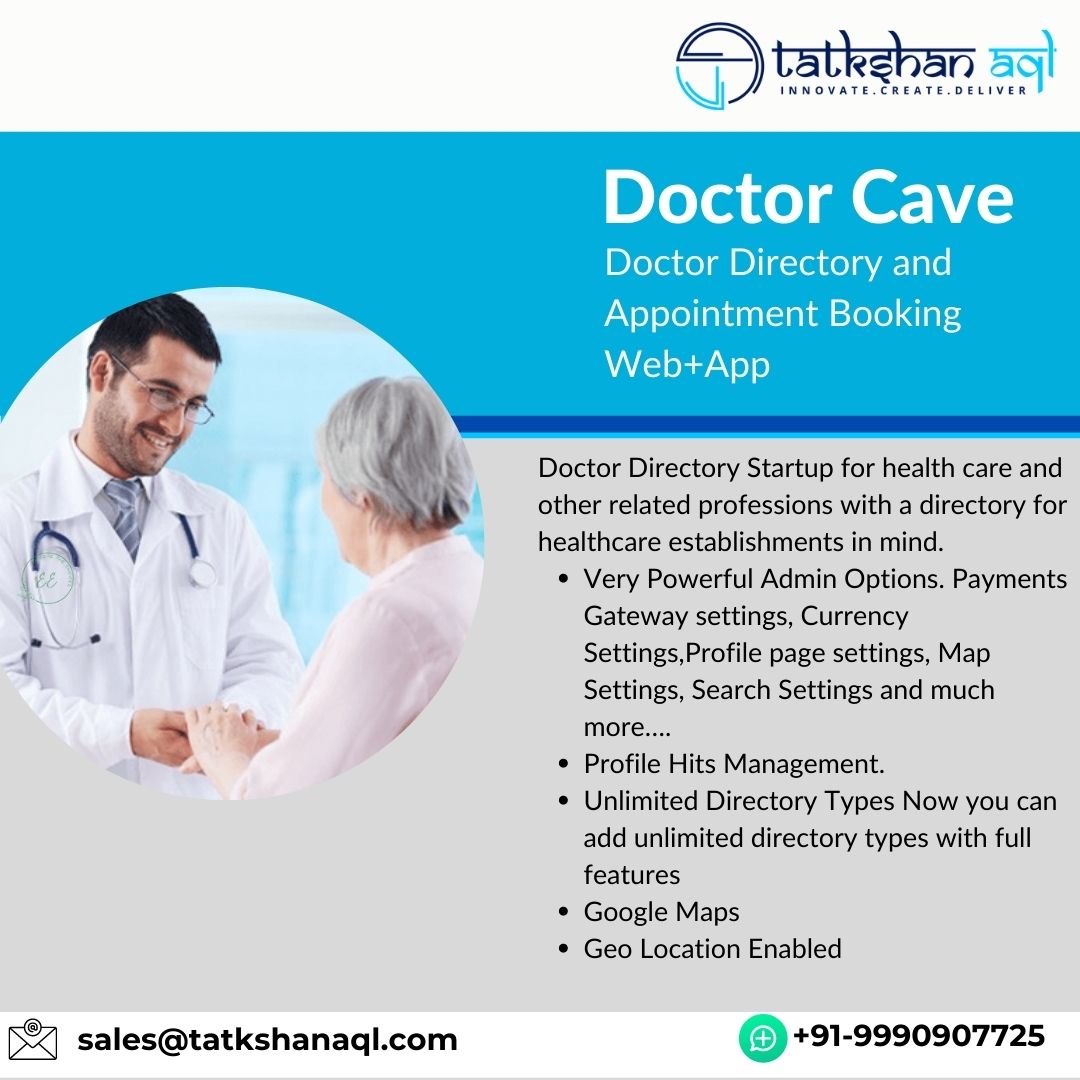 tatkshan aql
INNOVATE.CREATE.DELIVER
Doctor Cave
Doctor Directory and
Appointment Booking
Web+App
Doctor Directory Startup for health care and
other related professions with a directory for
healthcare establishments in mind.
• Very Powerful Admin Options. Payments
Gateway settings, Currency
Settings,Profile page settings, Map
Settings, Search Settings and much
more....
• Profile Hits Management.
• Unlimited Directory Types Now you can
add unlimited directory types with full
features
• Google Maps
• Geo Location Enabled
EE
@
sales@tatkshanaql.com
+91-9990907725